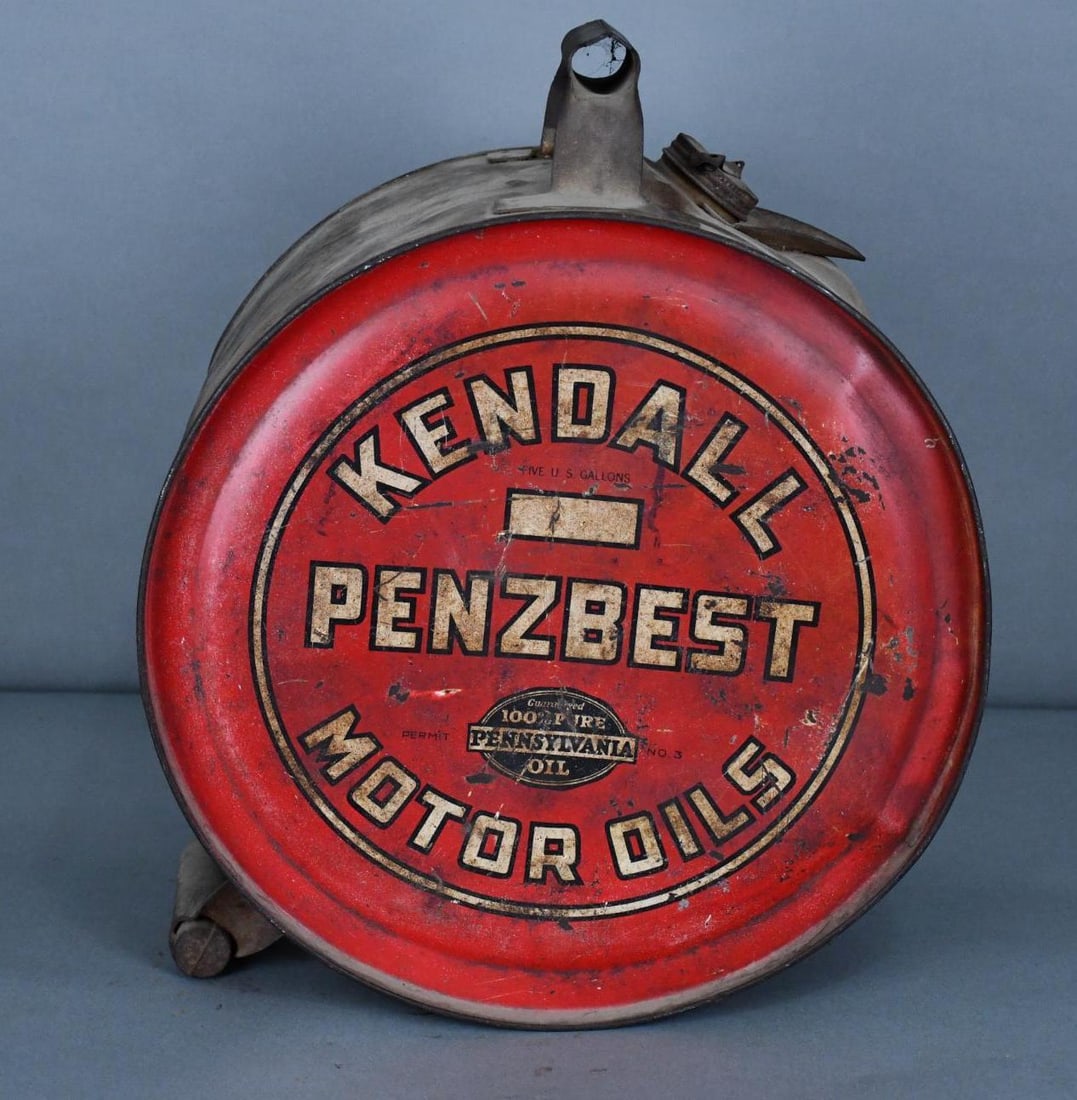 KENDALL
FIVE U.S. GALLONS
PENZBEST
Guaranteed
100% PURE
PERMIT PENNSYLVANIA NO. 3
OIL
MOTOR OILS